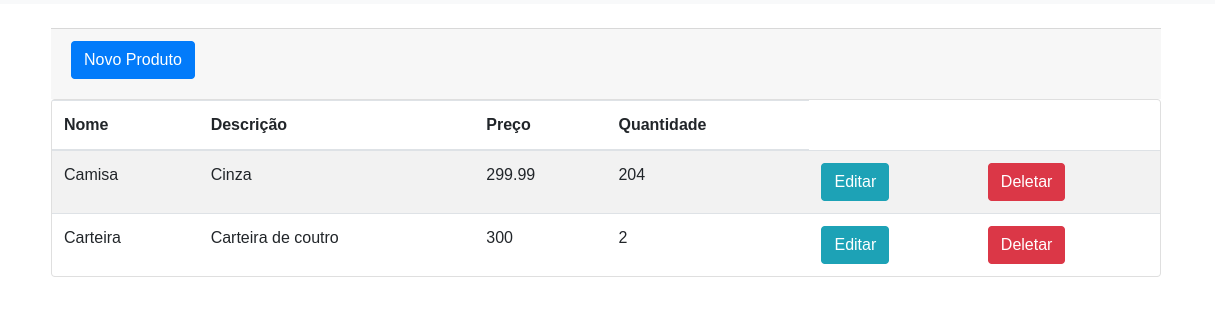 Novo Produto
Nome Descrição Preço Quantidade
Camisa Cinza 299.99 204 Editar Deletar
Carteira Carteira de coutro 300 2 Editar Deletar